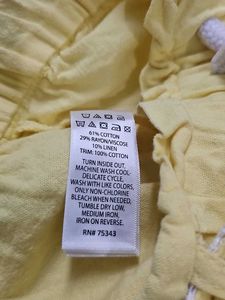 61% COTTON
29% RAYON/VISCOSE
10% LINEN
TRIM: 100% COTTON
TURN INSIDE OUT,
MACHINE WASH COOL-
DELICATE CYCLE,
WASH WITH LIKE COLORS,
ONLY NON-CHLORINE
BLEACH WHEN NEEDED,
TUMBLE DRY LOW,
MEDIUM IRON,
IRON ON REVERSE.
RN# 75343